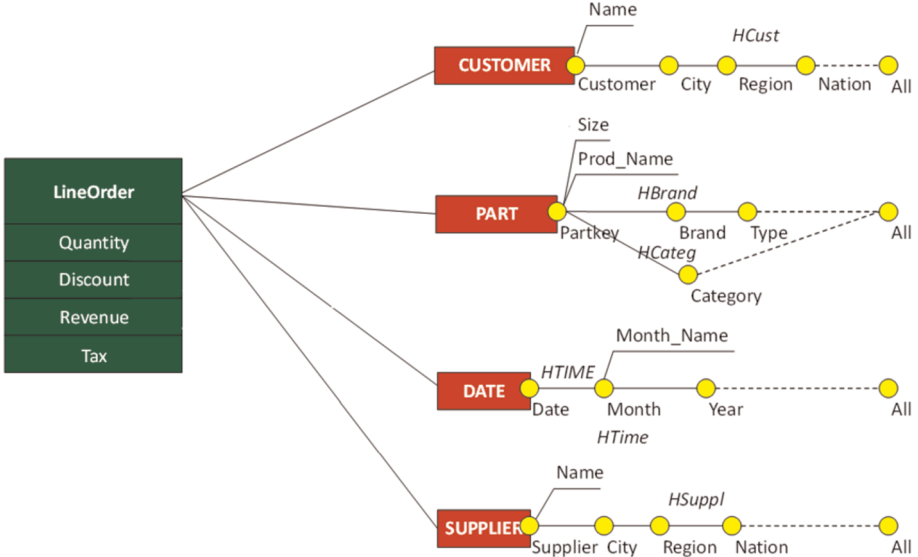 Name
HCust
CUSTOMER
Customer City Region Nation All
Size
Prod_Name
HBrand
PART
Partkey Brand Type All
HCateg
Category
LineOrder
Quantity
Discount
Revenue
Tax
Month_Name
HTIME
DATE
Date Month Year All
HTime
Name
HSuppl
SUPPLIER
Supplier City Region Nation All